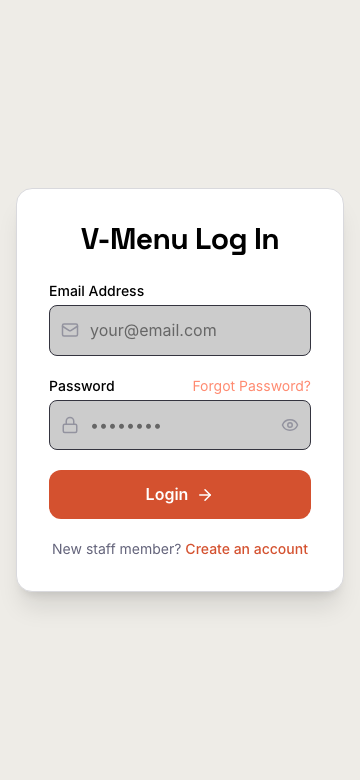 V-Menu Log In
Email Address
your@email.com
Password Forgot Password?
••••••••
Login →
New staff member? Create an account